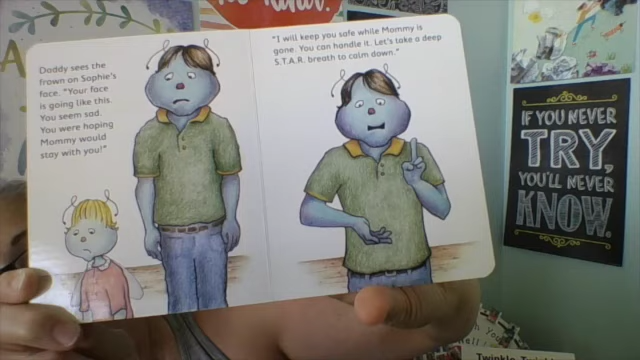 Daddy sees the
frown on Sophie's
face. "Your face
is going like this.
You seem sad.
You were hoping
Mommy would
stay with you!"
"I will keep you safe while Mommy is
gone. You can handle it. Let's take a deep
S.T.A.R. breath to calm down."
IF YOU NEVER
TRY,
YOU'LL NEVER
KNOW.